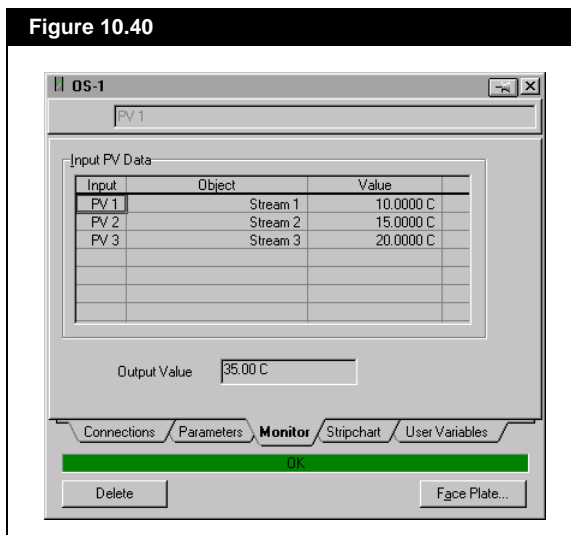 Figure 10.40
OS-1
PV 1
Input PV Data
Input Object Value
PV 1 Stream 1 10.0000 C
PV 2 Stream 2 15.0000 C
PV 3 Stream 3 20.0000 C
Output Value 35.00 C
Connections Parameters Monitor Stripchart User Variables
OK
Delete Face Plate...